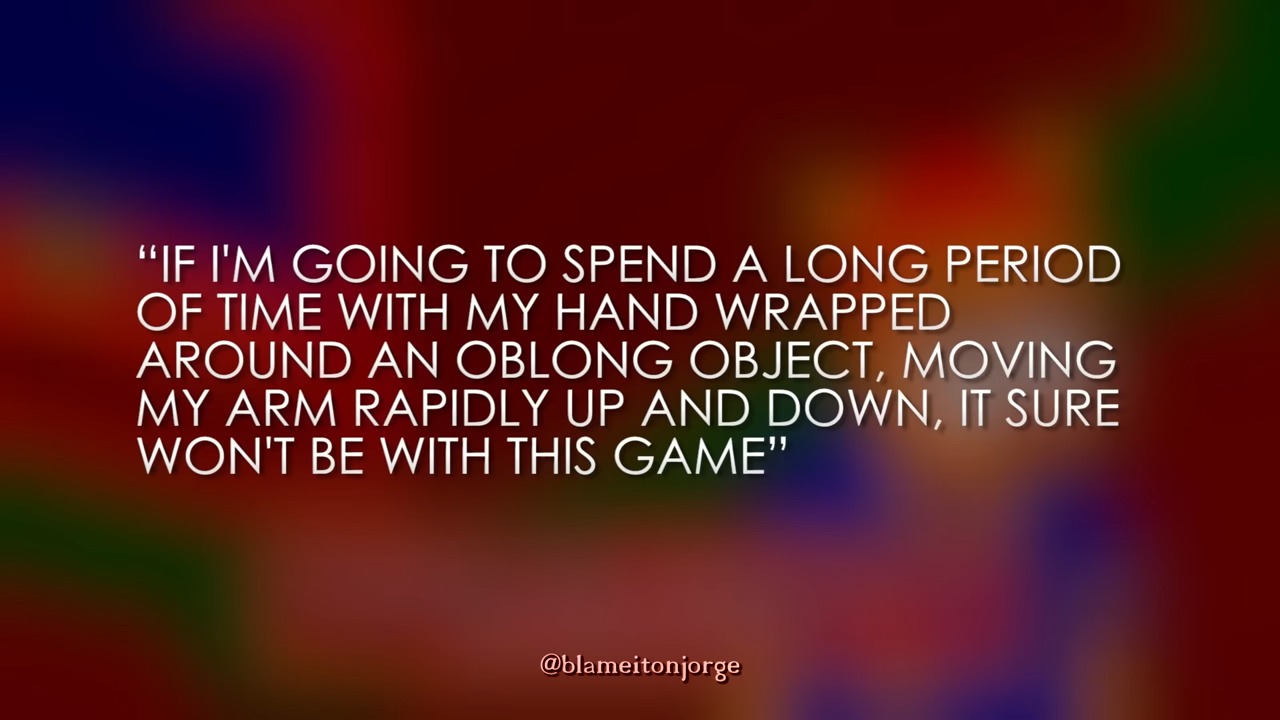 “IF I'M GOING TO SPEND A LONG PERIOD
OF TIME WITH MY HAND WRAPPED
AROUND AN OBLONG OBJECT, MOVING
MY ARM RAPIDLY UP AND DOWN, IT SURE
WON'T BE WITH THIS GAME”
@blameitonjorge